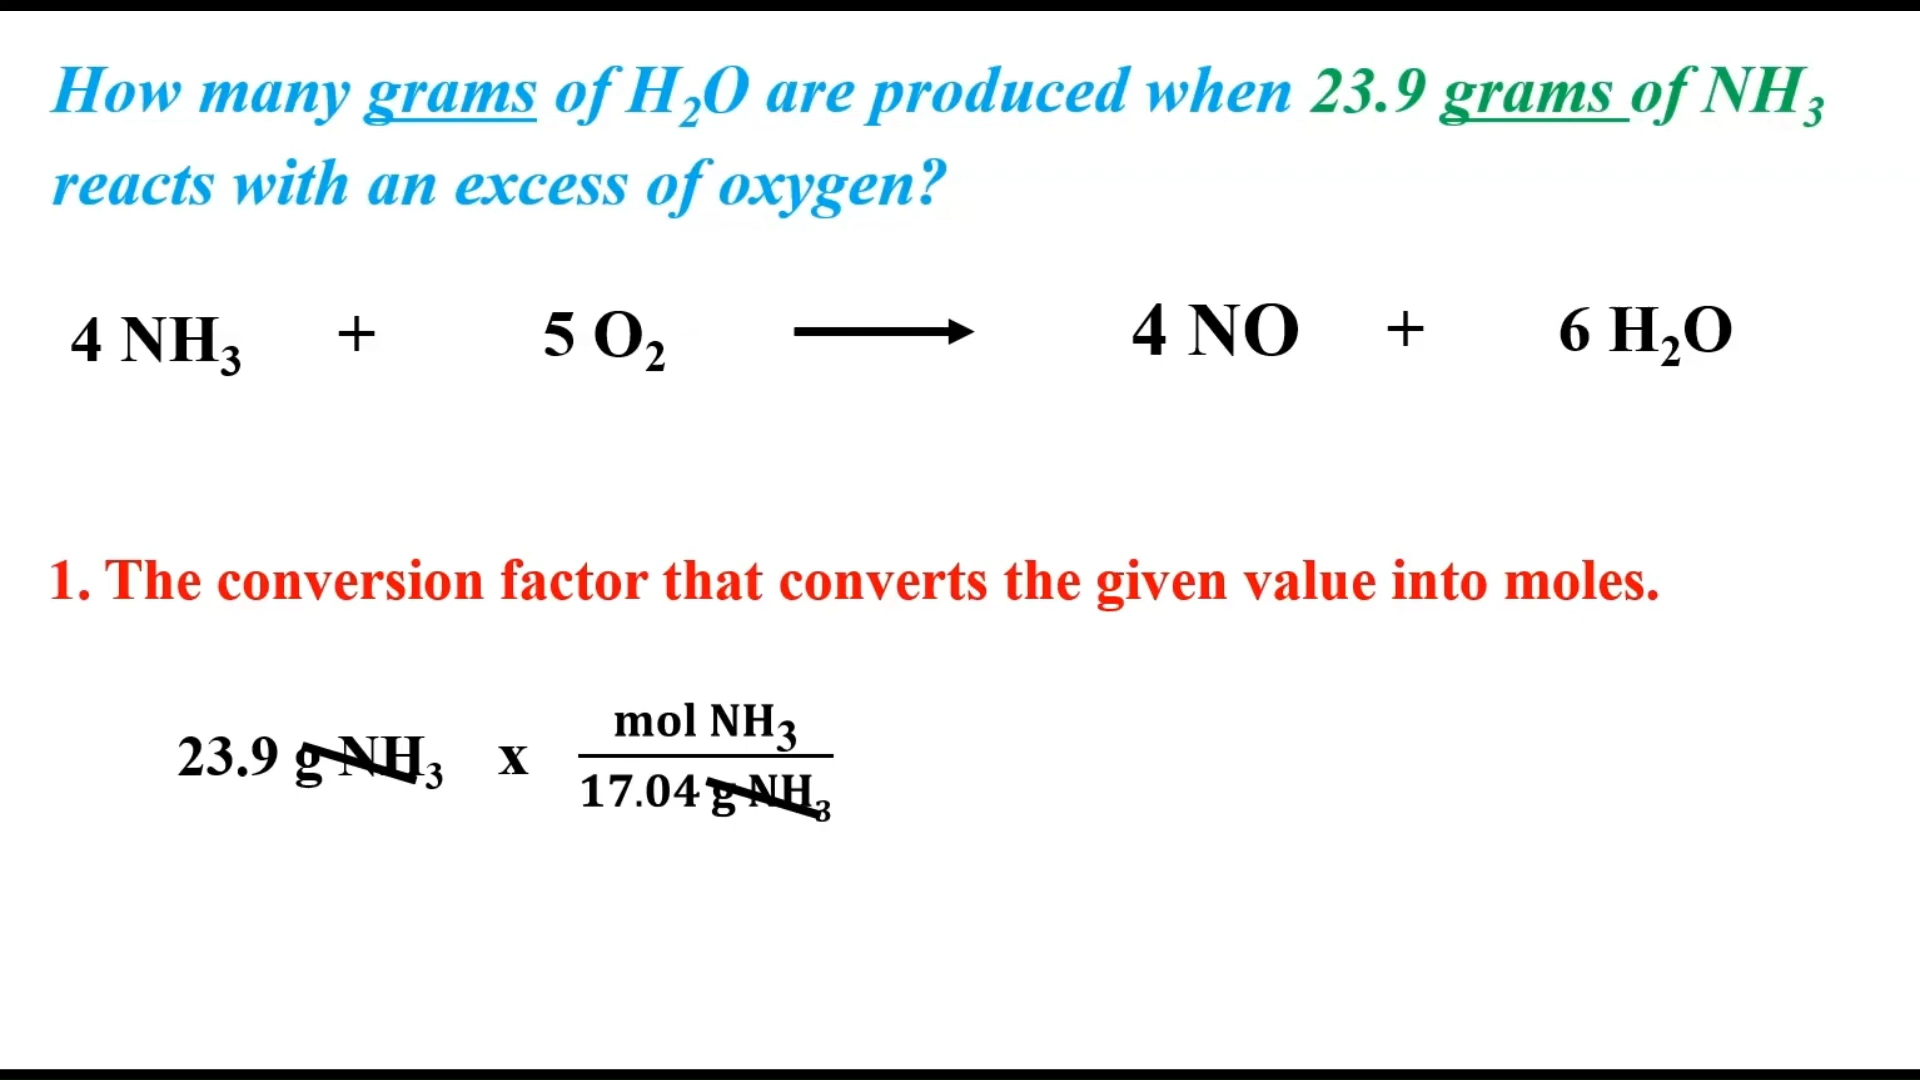 How many grams of H₂O are produced when 23.9 grams of NH₃
reacts with an excess of oxygen?
4 NH₃ + 5 O₂ ⟶ 4 NO + 6 H₂O
1. The conversion factor that converts the given value into moles.
mol NH₃
23.9 g NH₃ x
17.04 g NH₃